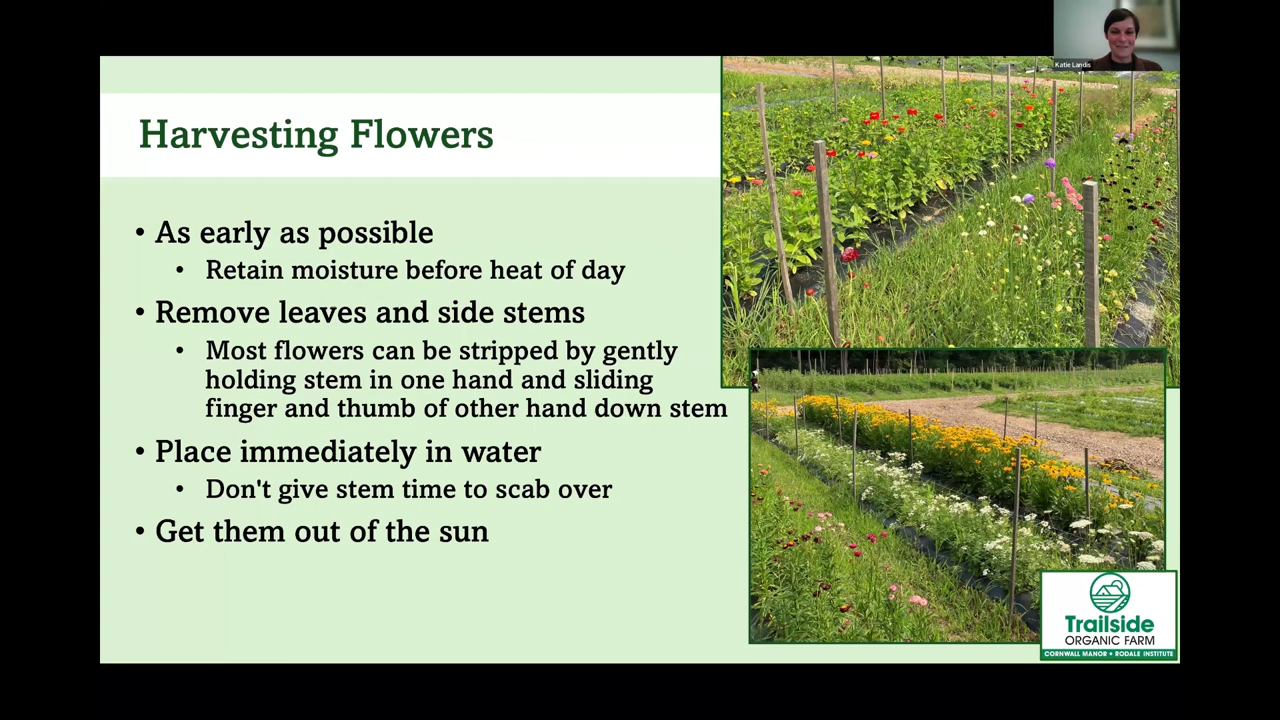 Katie Landis
Harvesting Flowers
• As early as possible
• Retain moisture before heat of day
• Remove leaves and side stems
• Most flowers can be stripped by gently
holding stem in one hand and sliding
finger and thumb of other hand down stem
• Place immediately in water
• Don't give stem time to scab over
• Get them out of the sun
Trailside
ORGANIC FARM
CORNWALL MANOR • RODALE INSTITUTE